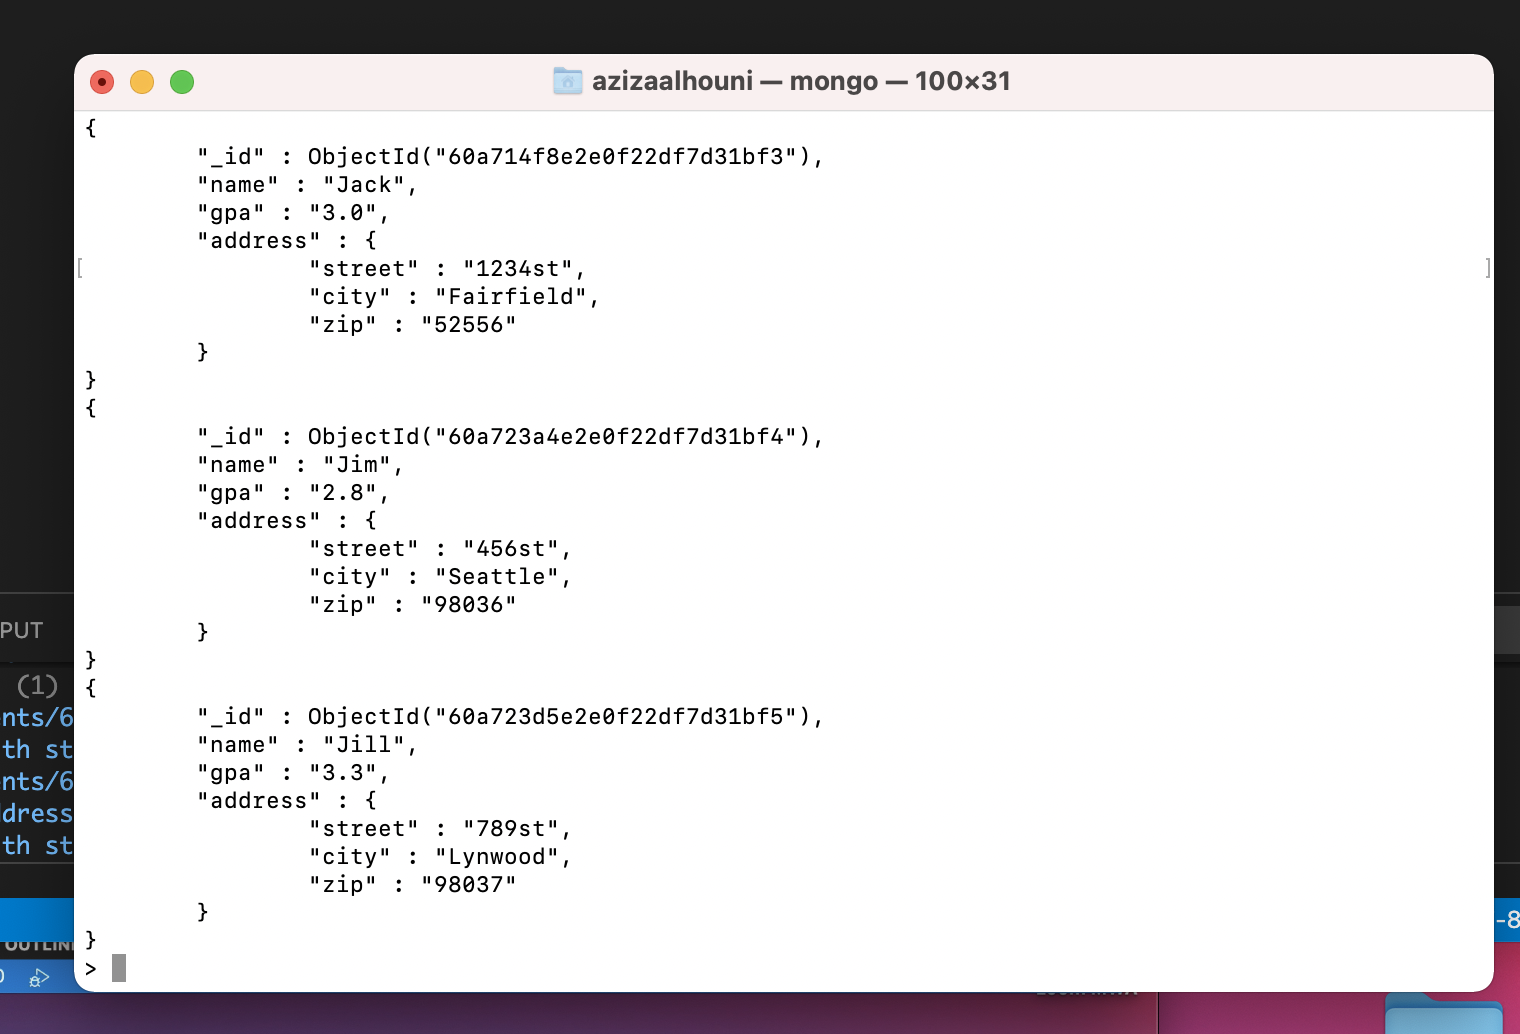 azizaalhouni — mongo — 100×31
{
"_id" : ObjectId("60a714f8e2e0f22df7d31bf3"),
"name" : "Jack",
"gpa" : "3.0",
"address" : {
[ "street" : "1234st", ]
"city" : "Fairfield",
"zip" : "52556"
}
}
{
"_id" : ObjectId("60a723a4e2e0f22df7d31bf4"),
"name" : "Jim",
"gpa" : "2.8",
"address" : {
"street" : "456st",
"city" : "Seattle",
"zip" : "98036"
}
}
{
"_id" : ObjectId("60a723d5e2e0f22df7d31bf5"),
"name" : "Jill",
"gpa" : "3.3",
"address" : {
"street" : "789st",
"city" : "Lynwood",
"zip" : "98037"
}
}
>
PUT
(1)
nts/6
th st
nts/6
ddress
th st
-8
OUTLIN